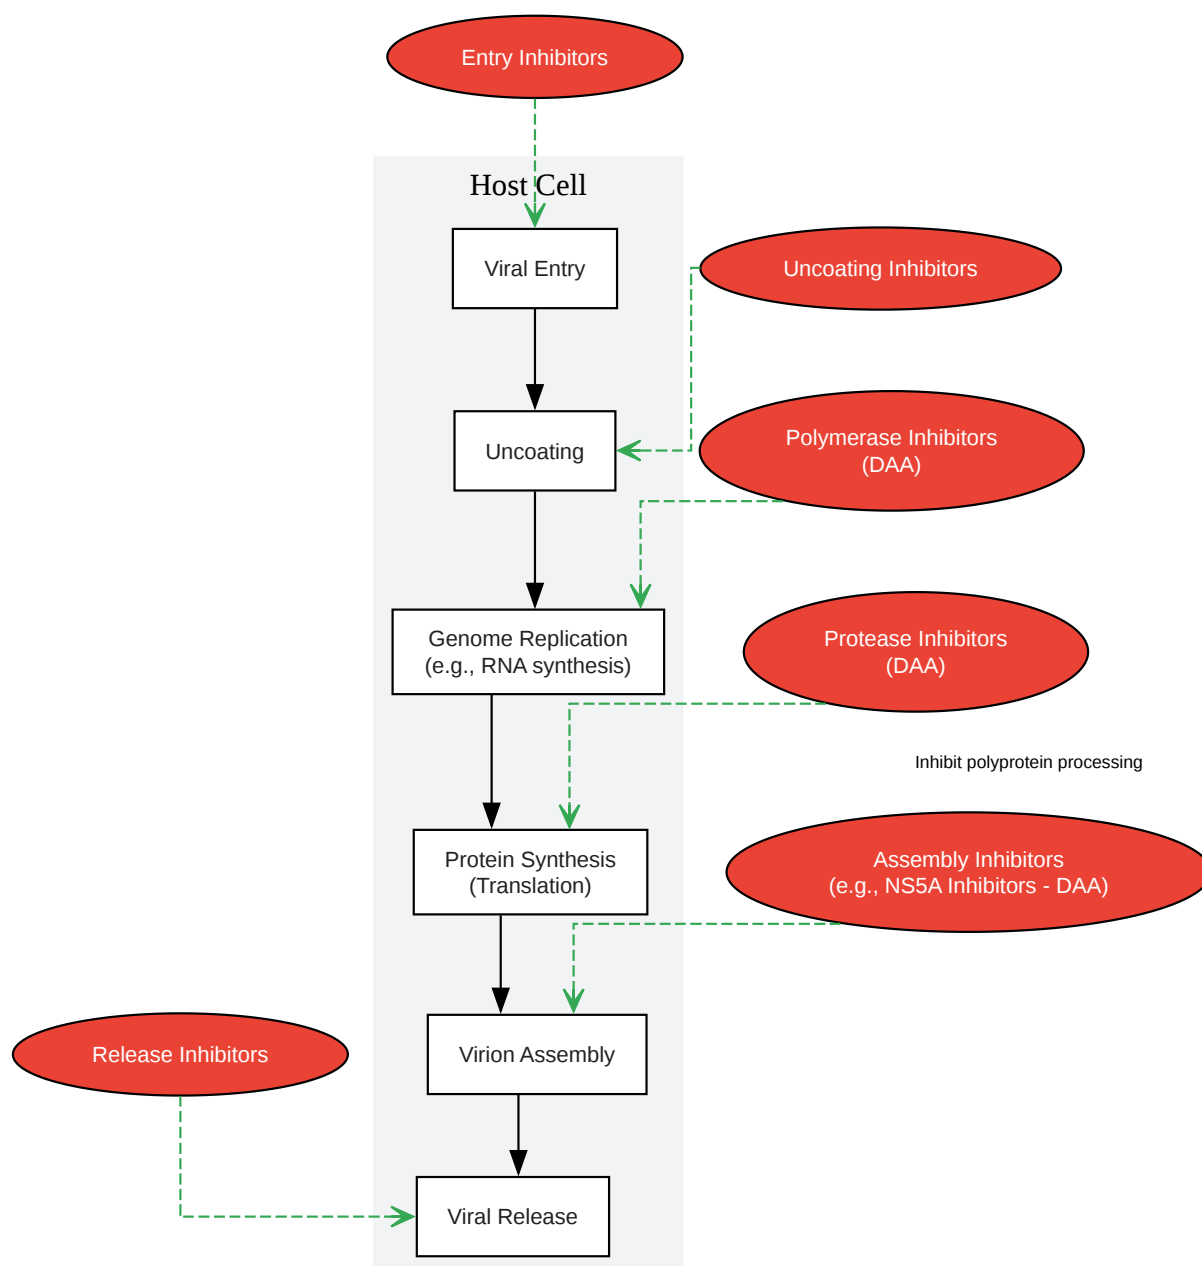 Entry Inhibitors
Host Cell
Viral Entry
Uncoating Inhibitors
Uncoating
Polymerase Inhibitors
(DAA)
Genome Replication
(e.g., RNA synthesis)
Protease Inhibitors
(DAA)
Inhibit polyprotein processing
Protein Synthesis
(Translation)
Assembly Inhibitors
(e.g., NS5A Inhibitors - DAA)
Virion Assembly
Release Inhibitors
Viral Release